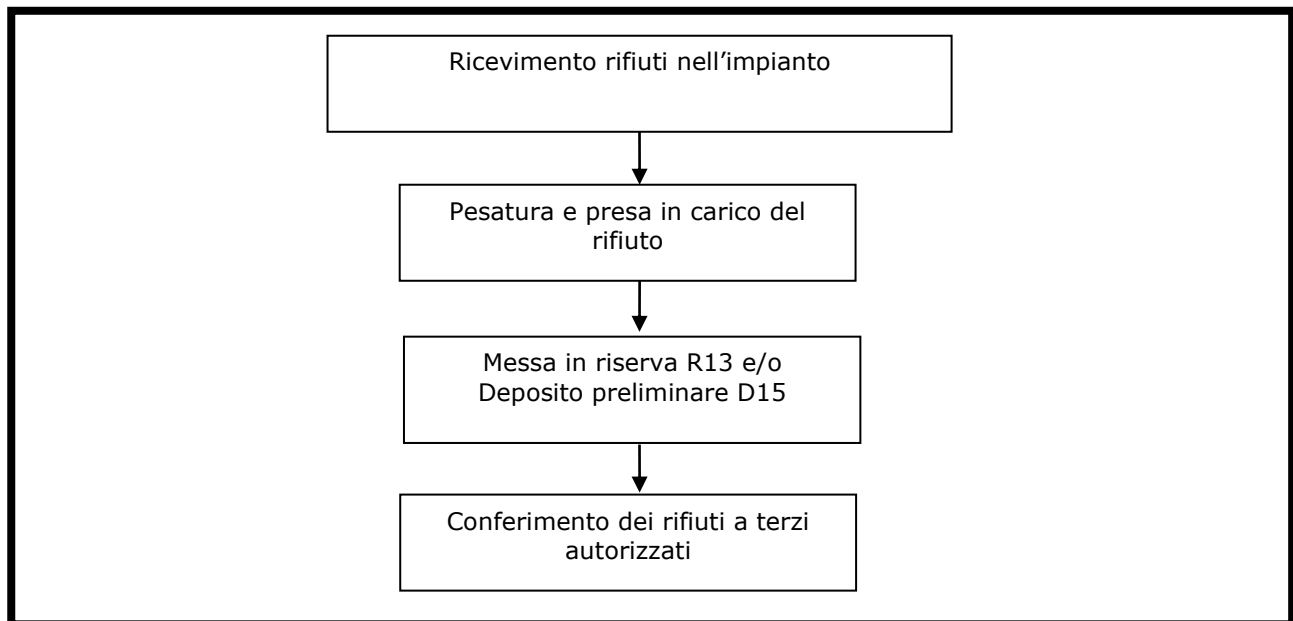 Ricevimento rifiuti nell’impianto
Pesatura e presa in carico del
rifiuto
Messa in riserva R13 e/o
Deposito preliminare D15
Conferimento dei rifiuti a terzi
autorizzati